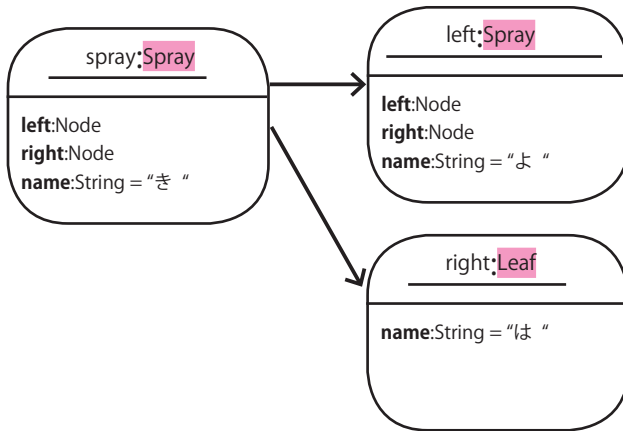 spray:Spray
left:Node
right:Node
name:String = “き “
left:Spray
left:Node
right:Node
name:String = “よ “
right:Leaf
name:String = “は “